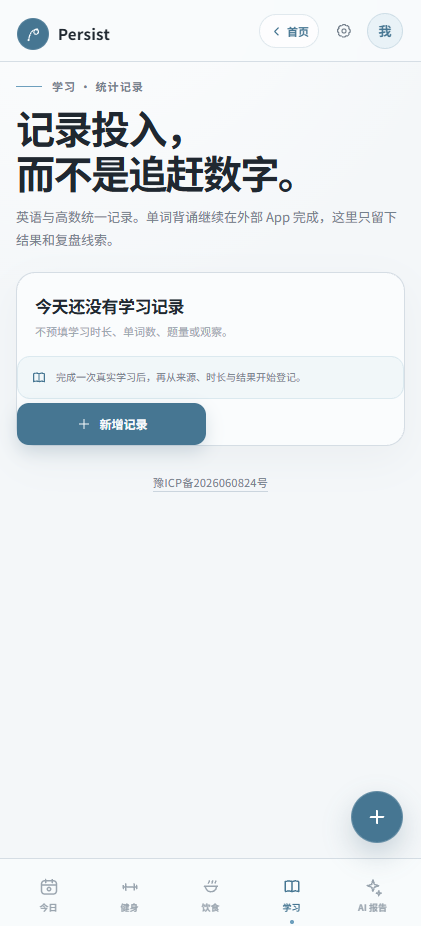 Persist
首页
我
学习 • 统计记录
记录投入，
而不是追赶数字。
英语与高数统一记录。单词背诵继续在外部 App 完成，这里只留下
结果和复盘线索。
今天还没有学习记录
不预填学习时长、单词数、题量或观察。
完成一次真实学习后，再从来源、时长与结果开始登记。
新增记录
豫ICP备2026060824号
今日
健身
饮食
学习
AI 报告